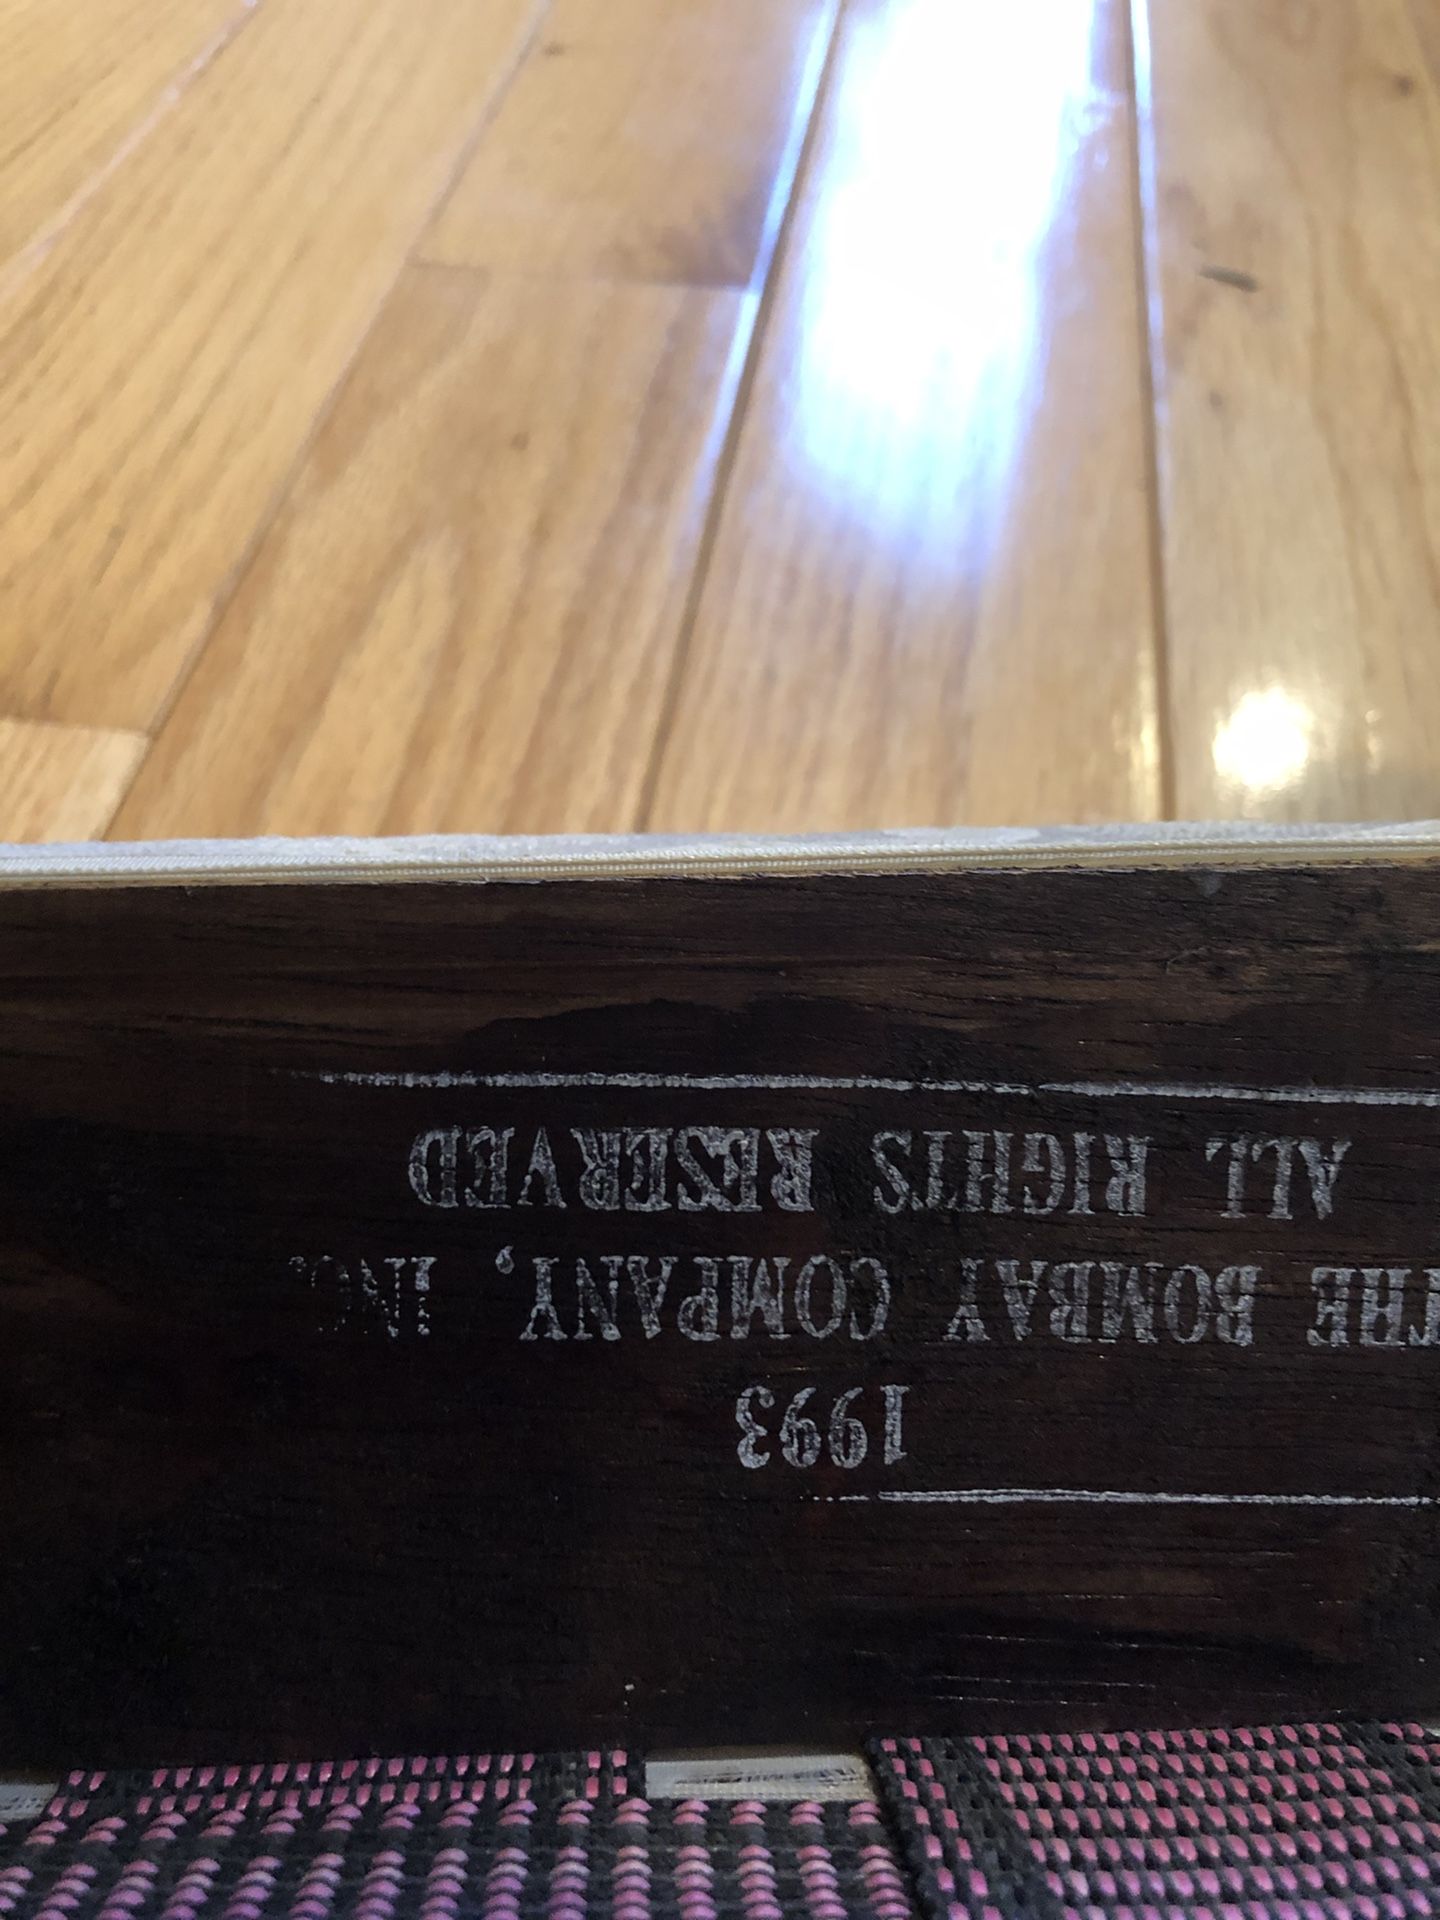 1993
THE BOMBAY COMPANY, INC.
ALL RIGHTS RESERVED